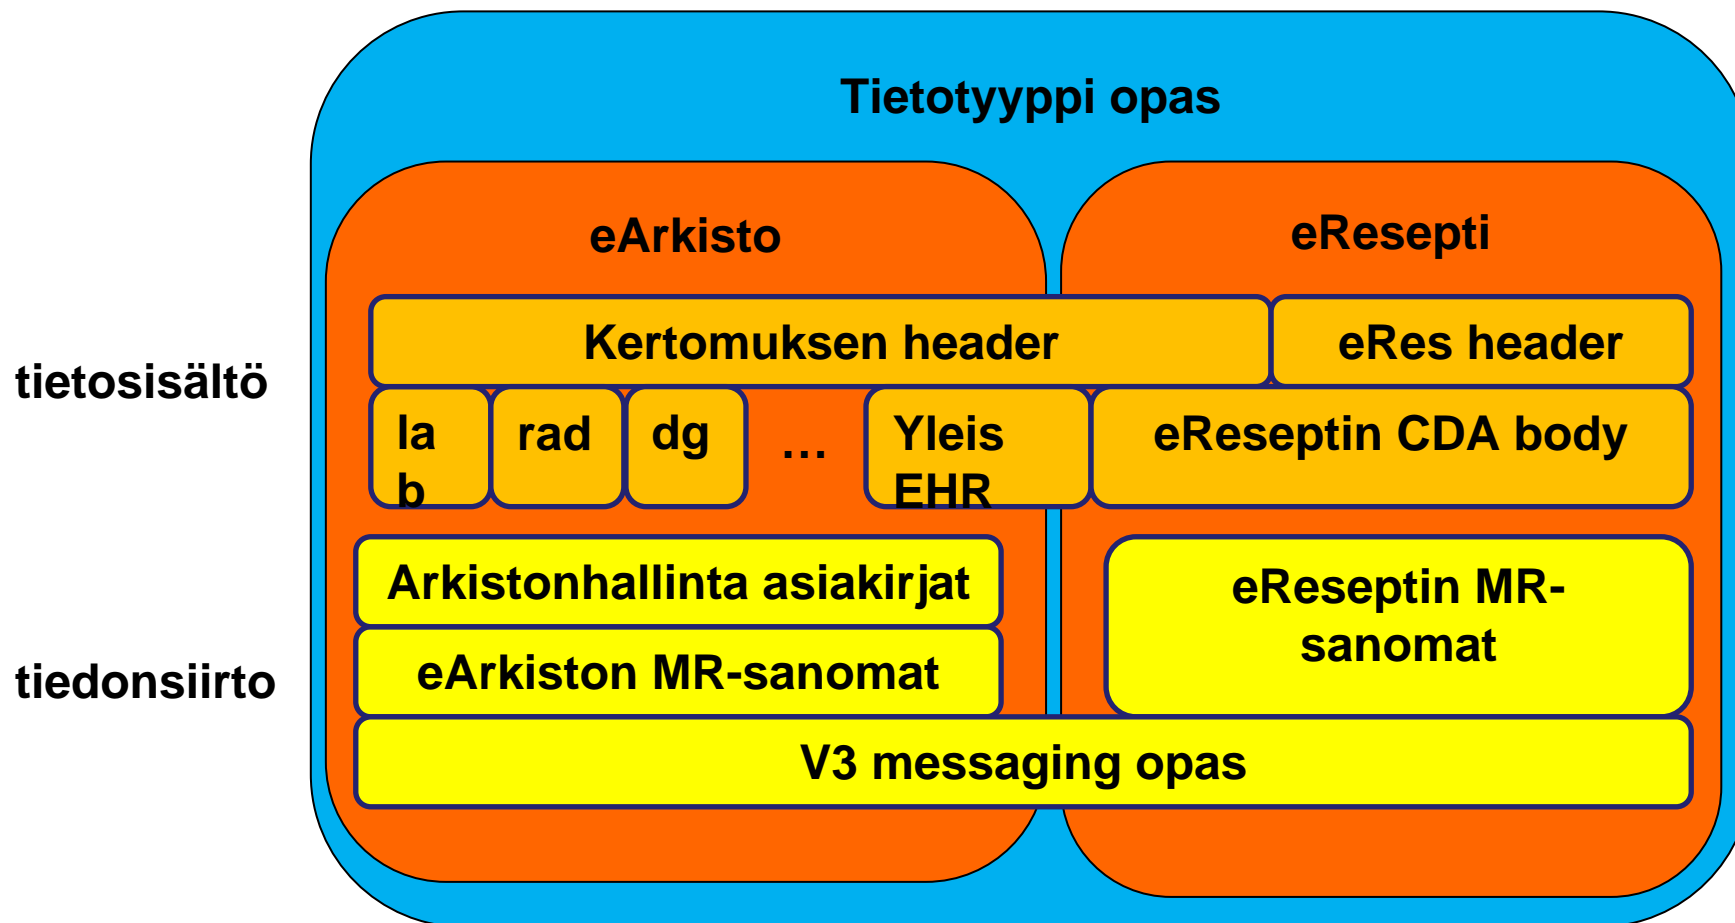 Tietotyyppi opas
eArkisto
eResepti
tietosisältö
Kertomuksen header
eRes header
la
b
rad
dg
...
Yleis
EHR
eReseptin CDA body
tiedonsiirto
Arkistonhallinta asiakirjat
eArkiston MR-sanomat
eReseptin MR-
sanomat
V3 messaging opas